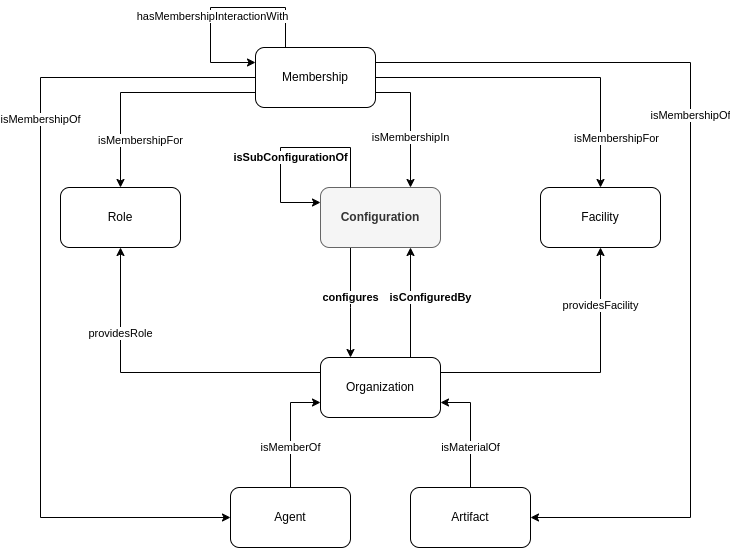 hasMembershipInteractionWith
Membership
isMembershipOf
isMembershipOf
isMembershipFor
isMembershipIn
isMembershipFor
isSubConfigurationOf
Role
Configuration
Facility
configures
isConfiguredBy
providesFacility
providesRole
Organization
isMemberOf
isMaterialOf
Agent
Artifact